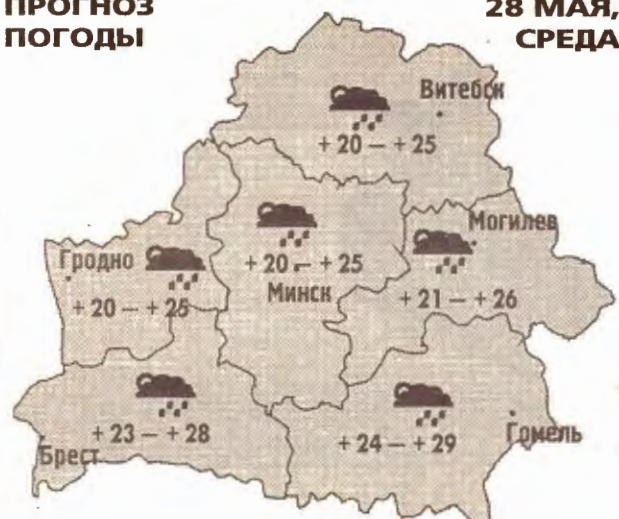 ПРОГНОЗ
ПОГОДЫ
28 МАЯ,
СРЕДА
Витебск
+ 20 — + 25
Могилев
+ 21 — + 26
Гродно
+ 20 — + 25
+ 20 — + 25
Минск
+ 23 — + 28
Брест
+ 24 — + 29
Гомель